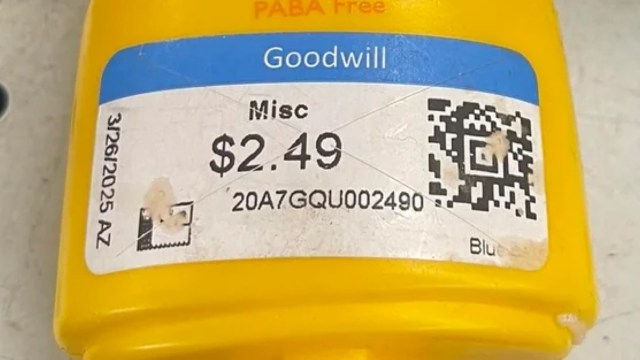 PABA Free
Goodwill
Misc
$2.49
20A7GQU002490
3/26/2025 AZ